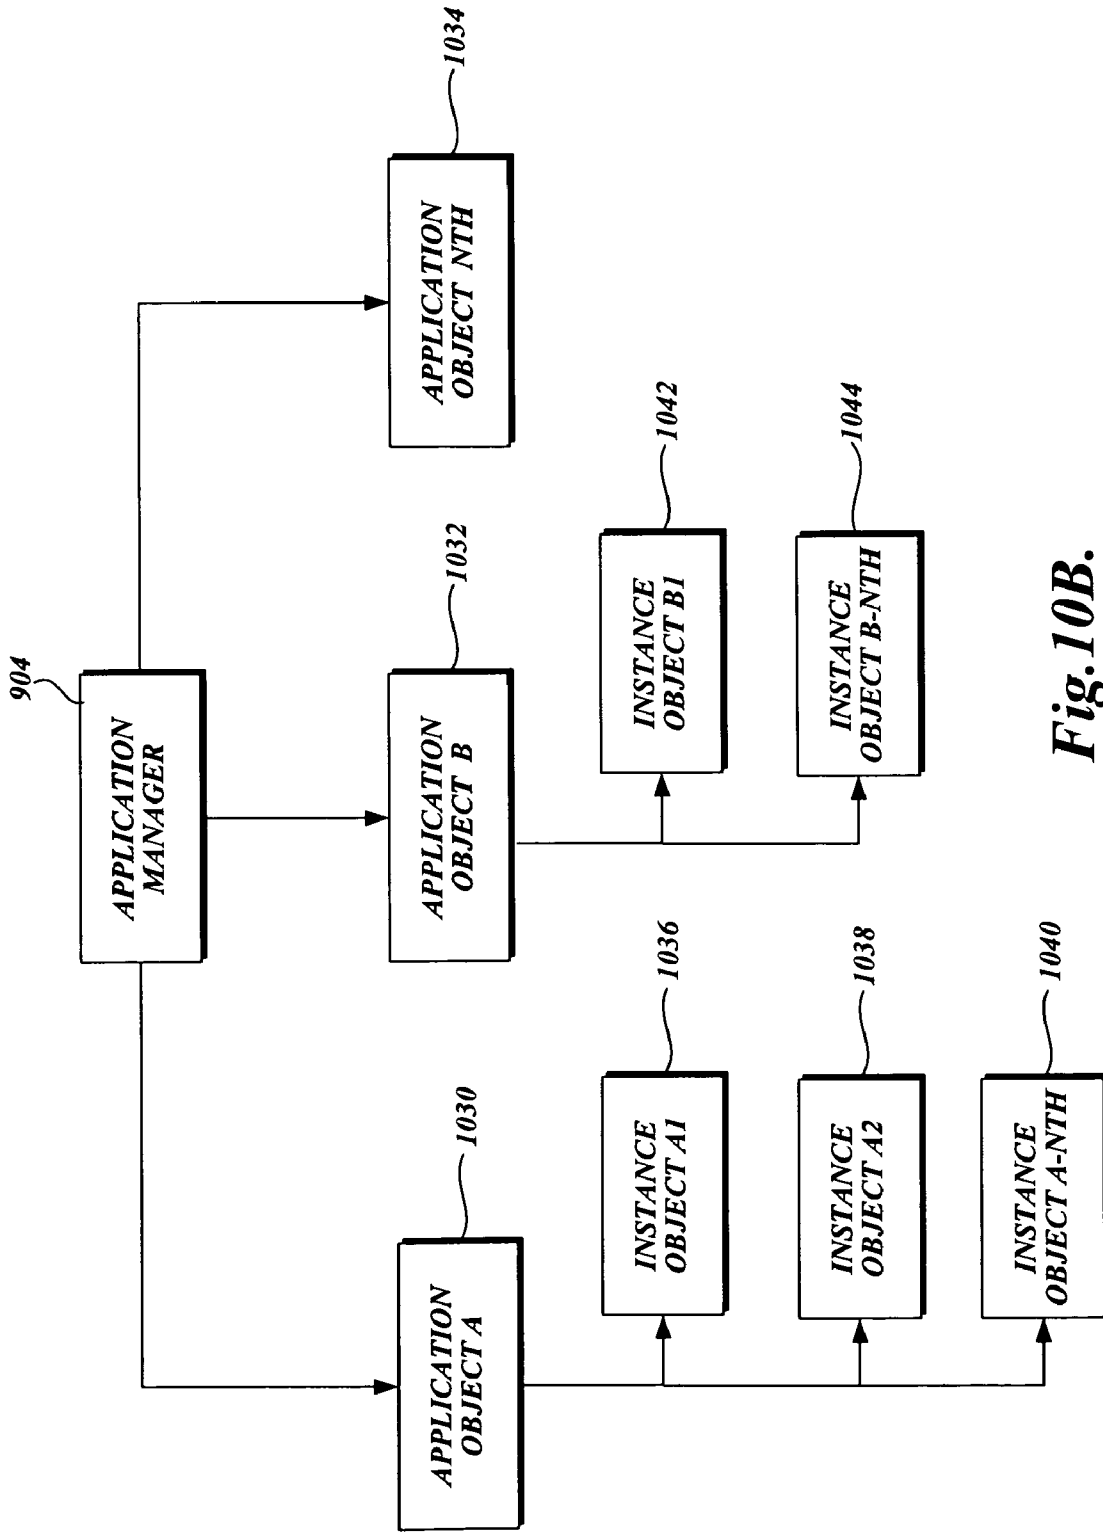 904
APPLICATION
MANAGER
1030
APPLICATION
OBJECT A
1032
APPLICATION
OBJECT B
1034
APPLICATION
OBJECT NTH
1036
INSTANCE
OBJECT A1
1042
INSTANCE
OBJECT B1
1038
INSTANCE
OBJECT A2
1044
INSTANCE
OBJECT B-NTH
1040
INSTANCE
OBJECT A-NTH
Fig.10B.